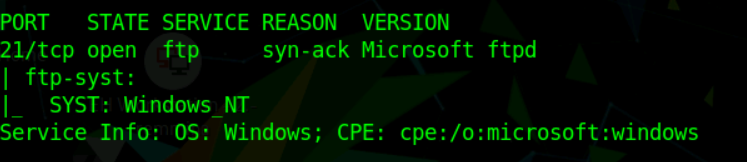 PORT   STATE SERVICE REASON  VERSION
21/tcp open  ftp     syn-ack Microsoft ftpd
| ftp-syst:
|_  SYST: Windows_NT
Service Info: OS: Windows; CPE: cpe:/o:microsoft:windows